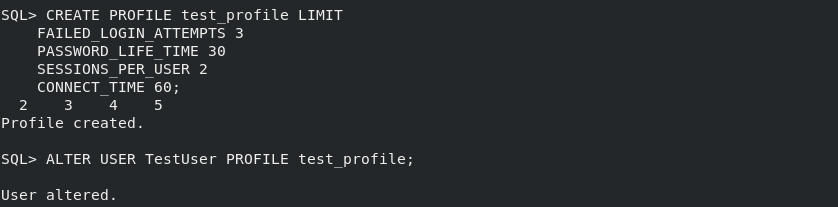 SQL> CREATE PROFILE test_profile LIMIT
    FAILED_LOGIN_ATTEMPTS 3
    PASSWORD_LIFE_TIME 30
    SESSIONS_PER_USER 2
    CONNECT_TIME 60;
  2    3    4    5
Profile created.
SQL> ALTER USER TestUser PROFILE test_profile;
User altered.